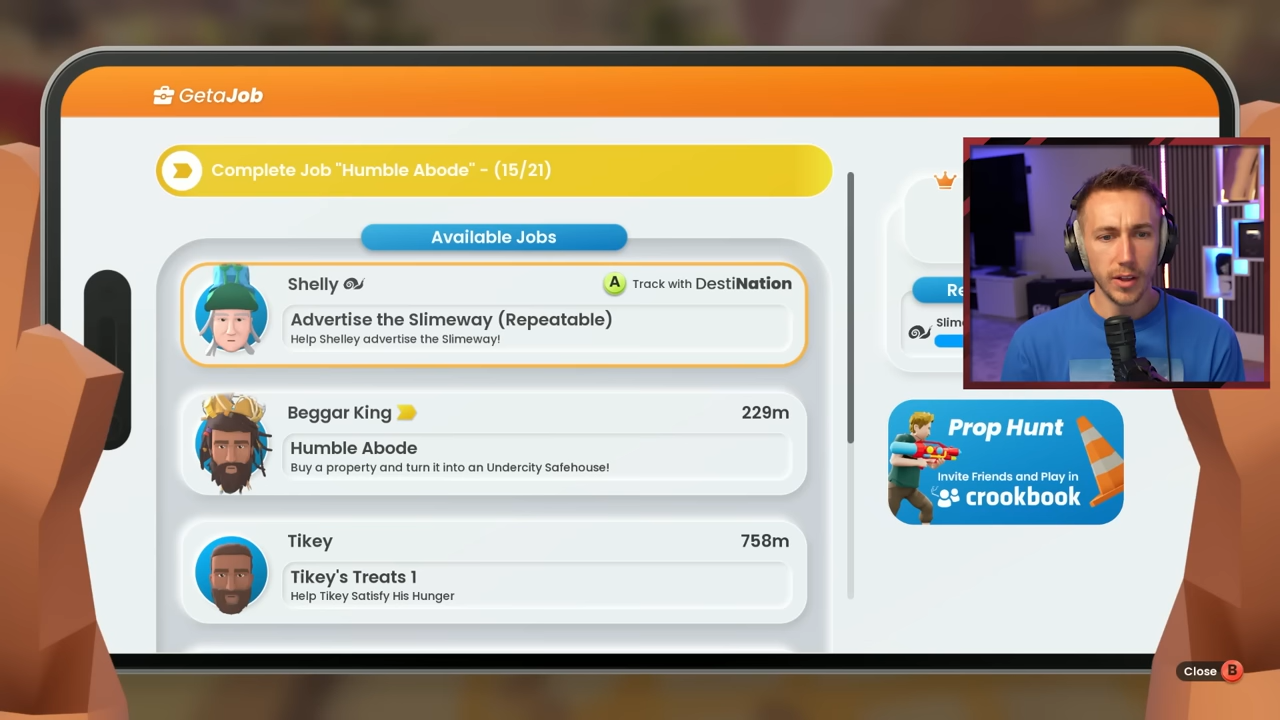 GetaJob
Complete Job "Humble Abode" - (15/21)
Available Jobs
Shelly
A Track with DestiNation
Advertise the Slimeway (Repeatable)
Help Shelley advertise the Slimeway!
Beggar King
229m
Humble Abode
Buy a property and turn it into an Undercity Safehouse!
Tikey
758m
Tikey's Treats 1
Help Tikey Satisfy His Hunger
Prop Hunt
Invite Friends and Play in
crookbook
Close B